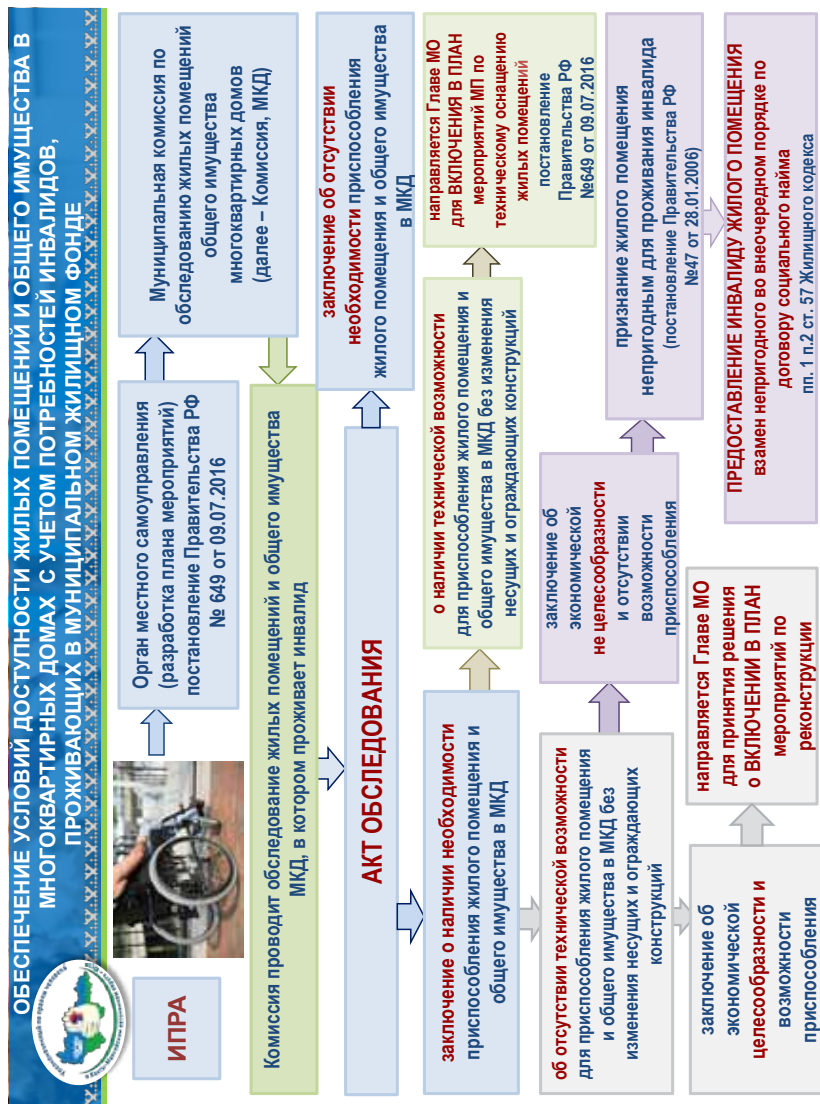 ОБЕСПЕЧЕНИЕ УСЛОВИЙ ДОСТУПНОСТИ ЖИЛЫХ ПОМЕЩЕНИЙ И ОБЩЕГО ИМУЩЕСТВА В
МНОГОКВАРТИРНЫХ ДОМАХ С УЧЕТОМ ПОТРЕБНОСТЕЙ ИНВАЛИДОВ,
ПРОЖИВАЮЩИХ В МУНИЦИПАЛЬНОМ ЖИЛИЩНОМ ФОНДЕ
ИПРА
Орган местного самоуправления
(разработка плана мероприятий)
постановление Правительства РФ
№ 649 от 09.07.2016
Муниципальная комиссия по
обследованию жилых помещений
общего имущества
многоквартирных домов
(далее – Комиссия, МКД)
Комиссия проводит обследование жилых помещений и общего имущества
МКД, в котором проживает инвалид
АКТ ОБСЛЕДОВАНИЯ
заключение об отсутствии
необходимости приспособления
жилого помещения и общего имущества
в МКД
заключение о наличии необходимости
приспособления жилого помещения и
общего имущества в МКД
о наличии технической возможности
для приспособления жилого помещения и
общего имущества в МКД без изменения
несущих и ограждающих конструкций
направляется Главе МО
для ВКЛЮЧЕНИЯ В ПЛАН
мероприятий МП по
техническому оснащению
жилых помещений
постановление
Правительства РФ
№649 от 09.07.2016
об отсутствии технической возможности
для приспособления жилого помещения
и общего имущества в МКД без
изменения несущих и ограждающих
конструкций
заключение об
экономической
не целесообразности
и отсутствии
возможности
приспособления
признание жилого помещения
непригодным для проживания инвалида
(постановление Правительства РФ
№47 от 28.01.2006)
заключение об
экономической
целесообразности и
возможности
приспособления
направляется Главе МО
для принятия решения
о ВКЛЮЧЕНИИ В ПЛАН
мероприятий по
реконструкции
ПРЕДОСТАВЛЕНИЕ ИНВАЛИДУ ЖИЛОГО ПОМЕЩЕНИЯ
взамен непригодного во внеочередном порядке по
договору социального найма
пп. 1 п.2 ст. 57 Жилищного кодекса